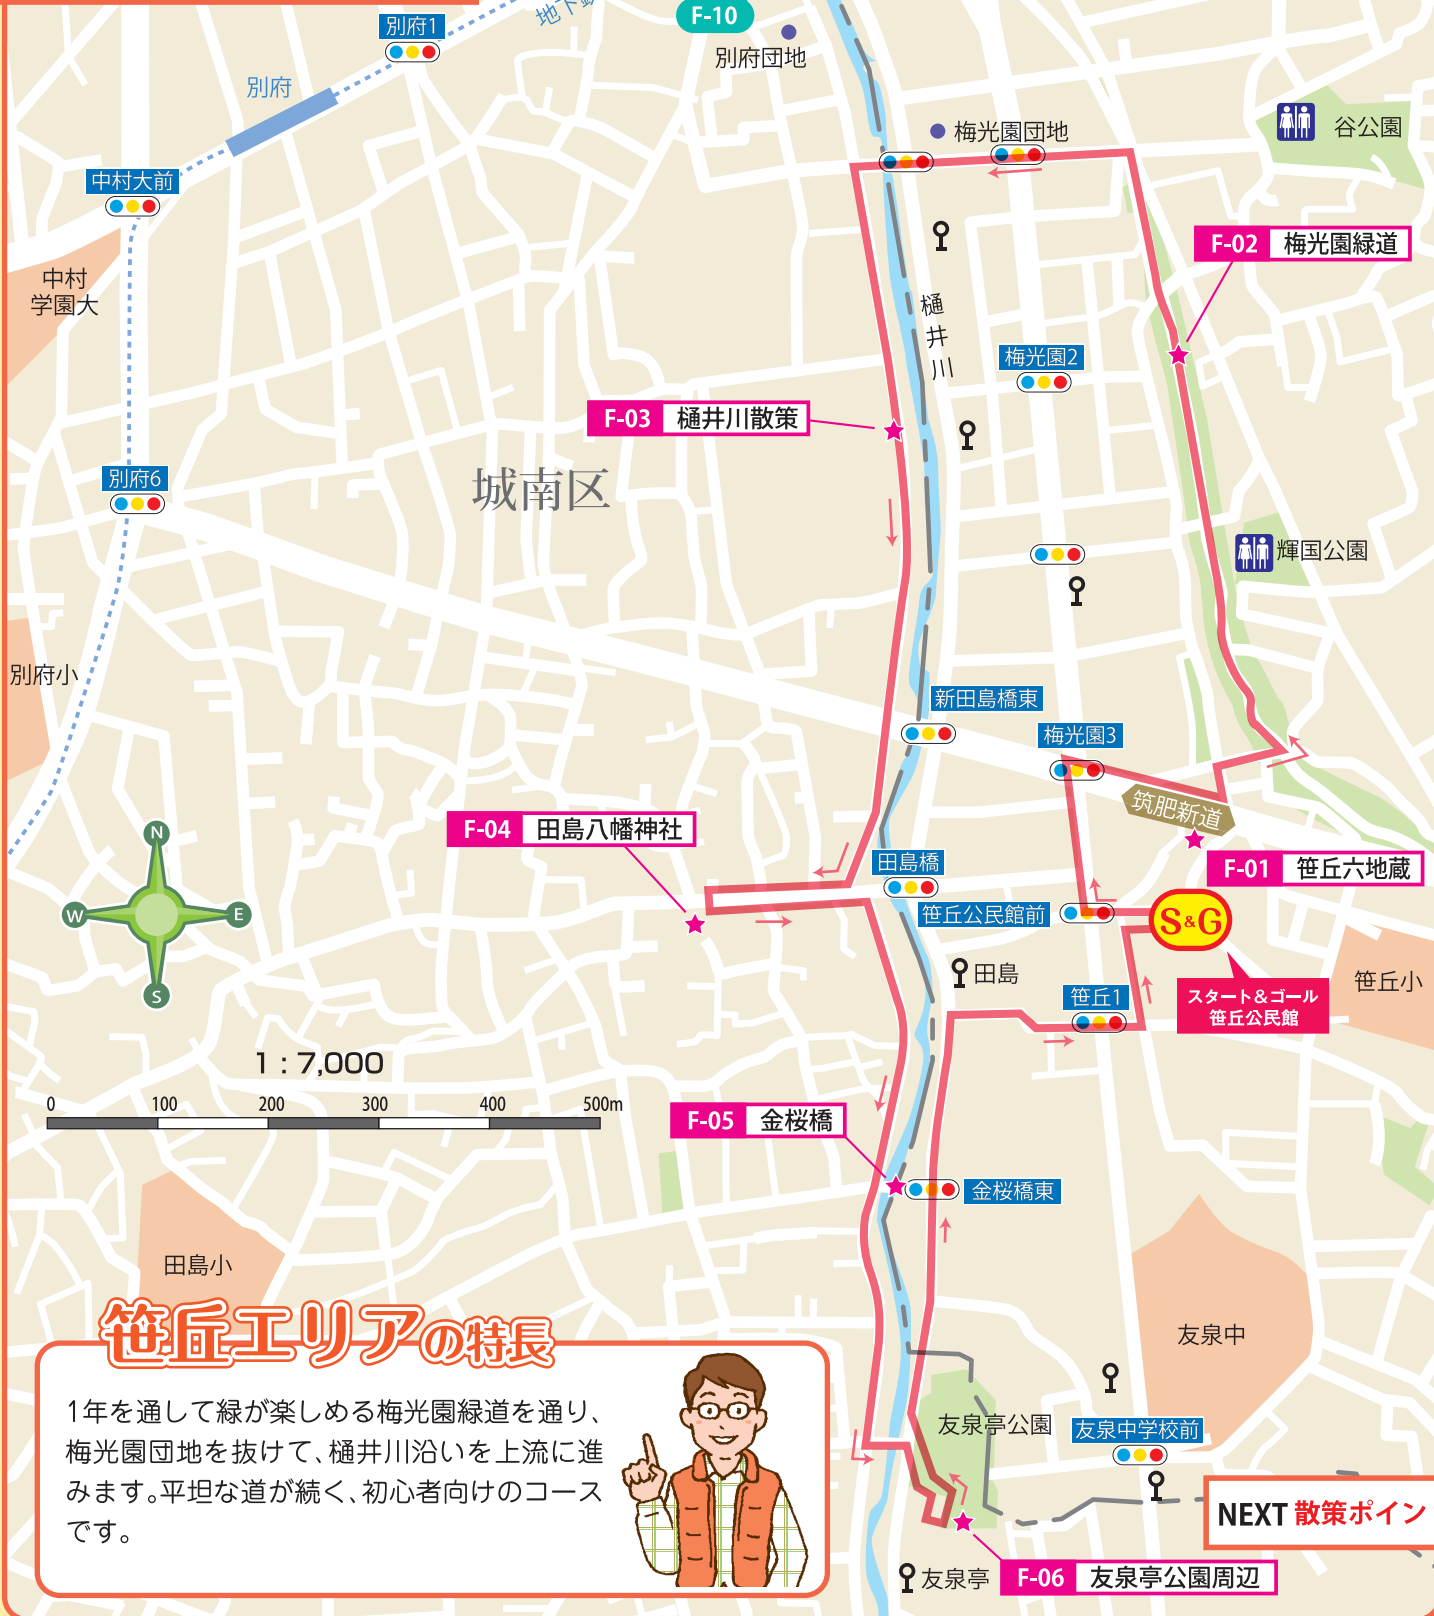 別府1
地下鉄
F-10
別府団地
別府
梅光園団地
谷公園
中村大前
中村
学園大
F-02 梅光園緑道
樋井川
梅光園2
F-03 樋井川散策
別府6
城南区
輝国公園
別府小
新田島橋東
梅光園3
筑肥新道
F-04 田島八幡神社
F-01 笹丘六地蔵
田島橋
笹丘公民館前
S&G
N
W
E
S
田島
笹丘1
スタート&ゴール
笹丘公民館
笹丘小
1 : 7,000
0 100 200 300 400 500m
F-05 金桜橋
金桜橋東
田島小
友泉中
笹丘エリアの特長
1年を通して緑が楽しめる梅光園緑道を通り、
梅光園団地を抜けて、樋井川沿いを上流に進
みます。平坦な道が続く、初心者向けのコース
です。
友泉亭公園
友泉中学校前
NEXT 散策ポイン
友泉亭
F-06 友泉亭公園周辺